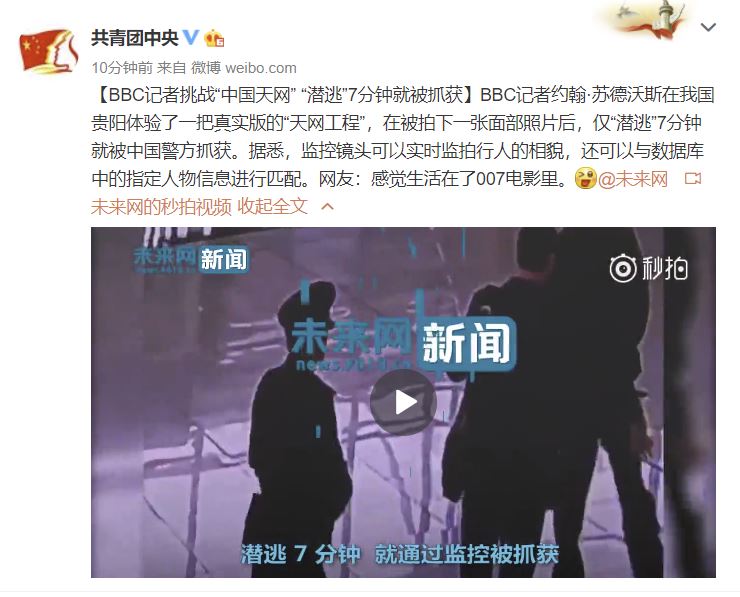 共青团中央
10分钟前 来自 微博 weibo.com
【BBC记者挑战“中国天网” “潜逃”7分钟就被抓获】BBC记者约翰·苏德沃斯在我国
贵阳体验了一把真实版的“天网工程”，在被拍下一张面部照片后，仅“潜逃”7分钟
就被中国警方抓获。据悉，监控镜头可以实时监拍行人的相貌，还可以与数据库
中的指定人物信息进行匹配。网友：感觉生活在了007电影里。@未来网
未来网的秒拍视频 收起全文
未来网 新闻
news.k618.cn
秒拍
未来网 新闻
news.k618.cn
潜逃 7 分钟 就通过监控被抓获